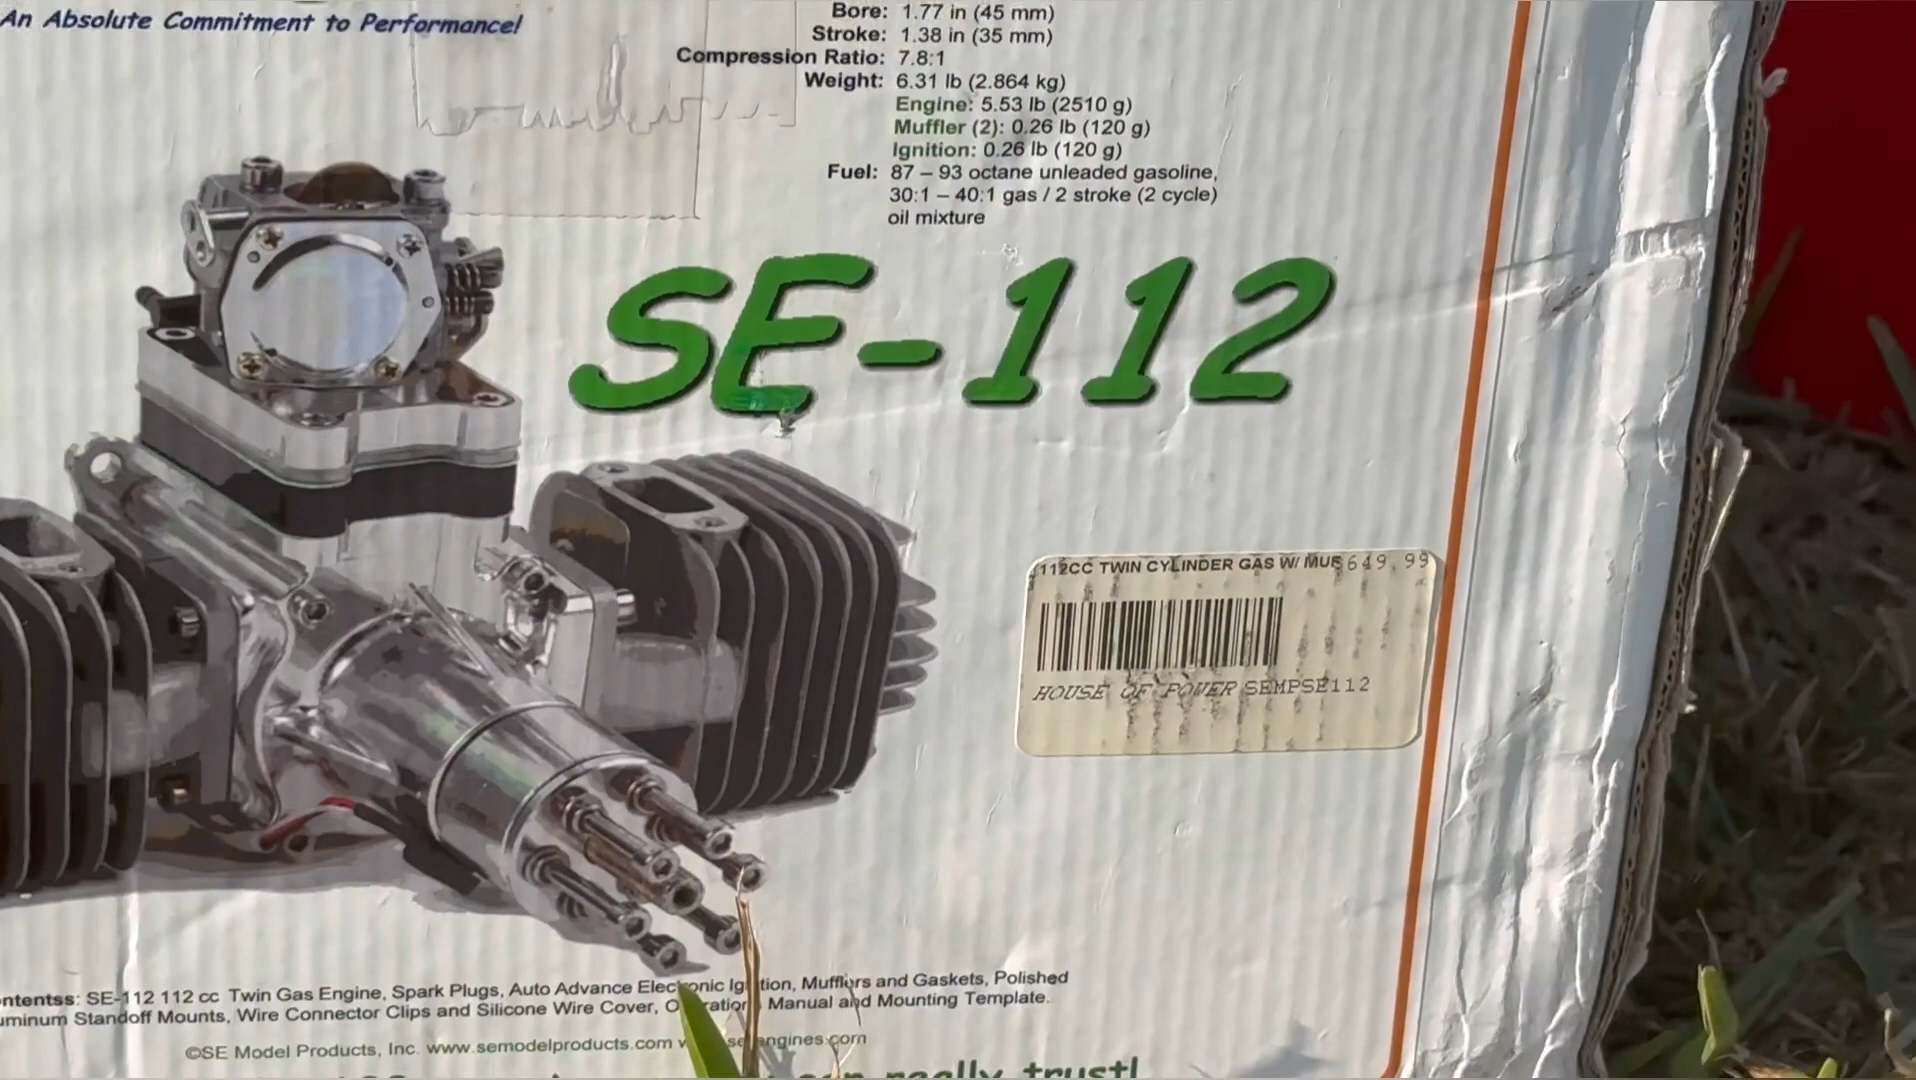 An Absolute Commitment to Performance!
Bore: 1.77 in (45 mm)
Stroke: 1.38 in (35 mm)
Compression Ratio: 7.8:1
Weight: 6.31 lb (2.864 kg)
Engine: 5.53 lb (2510 g)
Muffler (2): 0.26 lb (120 g)
Ignition: 0.26 lb (120 g)
Fuel: 87 – 93 octane unleaded gasoline,
30:1 – 40:1 gas / 2 stroke (2 cycle)
oil mixture
SE-112
112CC TWIN CYLINDER GAS W/ MUF 649.99
HOUSE OF POWER SEMPSE112
ntentss: SE-112 112 cc Twin Gas Engine, Spark Plugs, Auto Advance Electronic Ignition, Mufflers and Gaskets, Polished
uminum Standoff Mounts, Wire Connector Clips and Silicone Wire Cover, Operation Manual and Mounting Template.
©SE Model Products, Inc. www.semodelproducts.com
really trust!